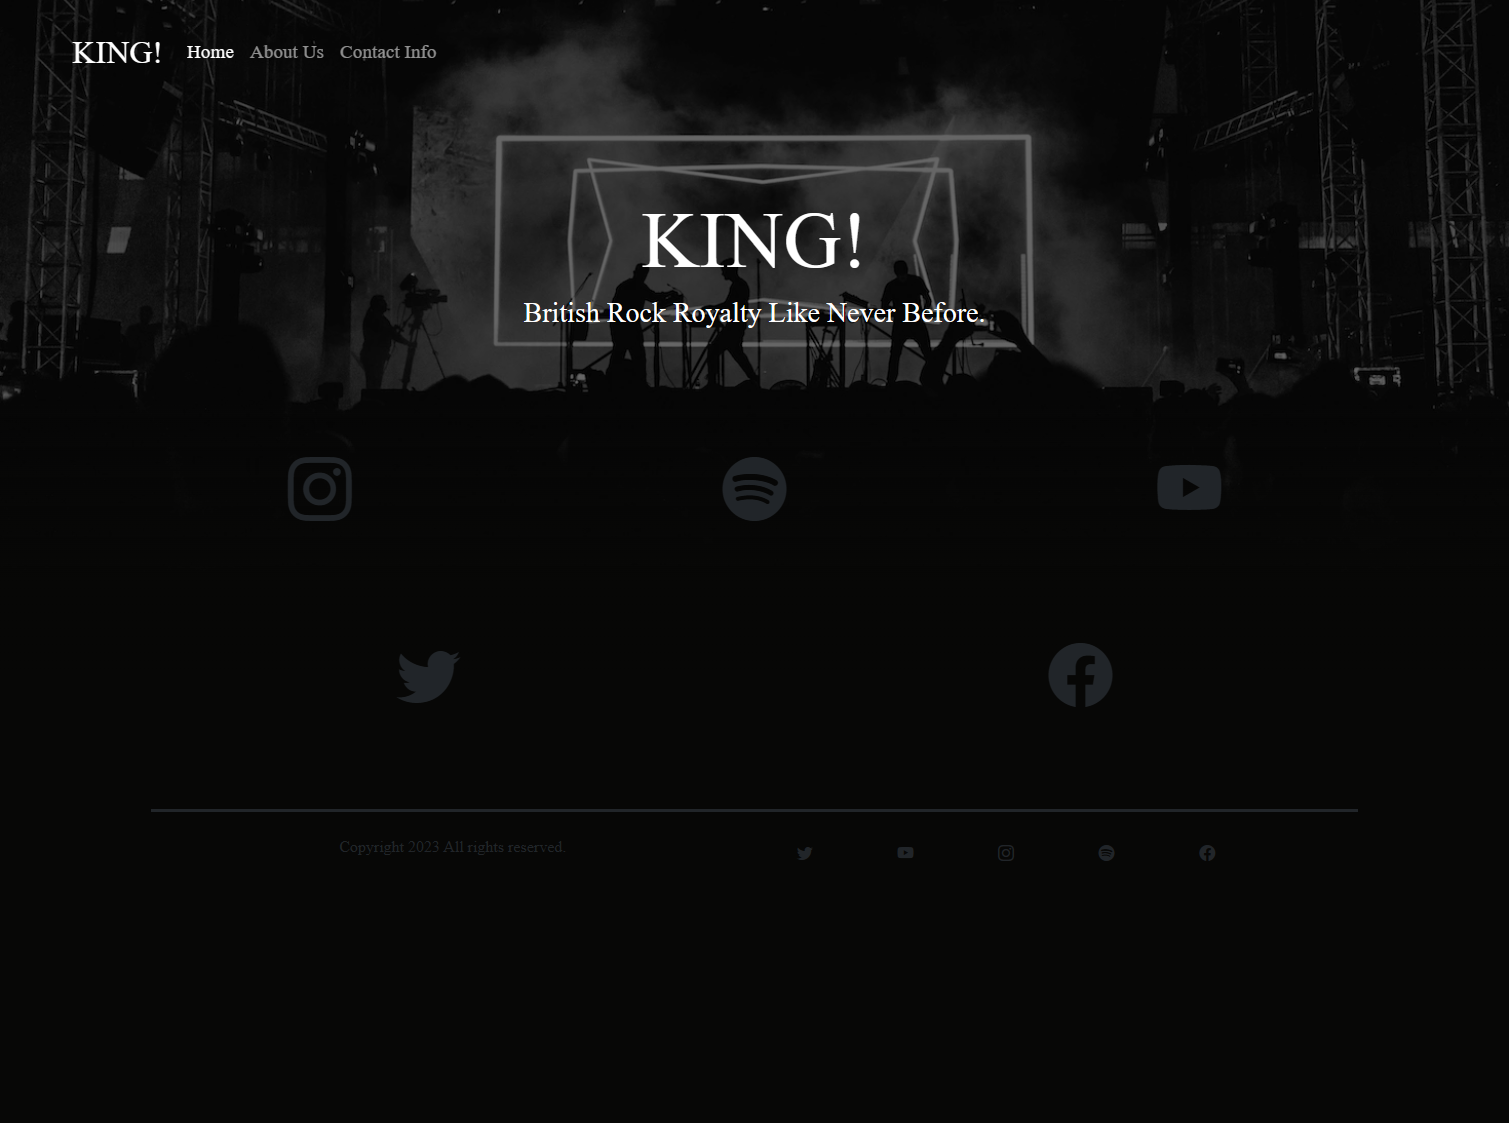 KING! Home About Us Contact Info
KING!
British Rock Royalty Like Never Before.
Copyright 2023 All rights reserved.